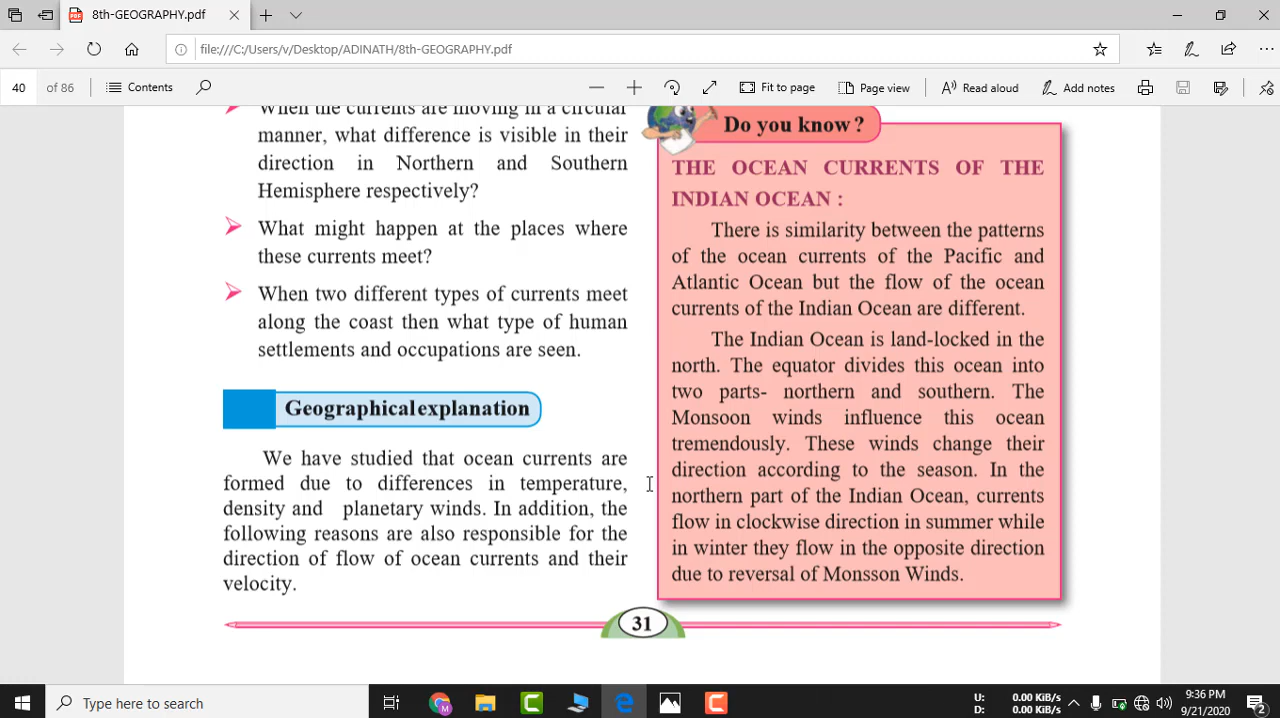 8th-GEOGRAPHY.pdf
file:///C:/Users/v/Desktop/ADINATH/8th-GEOGRAPHY.pdf
40 of 86 Contents Fit to page Page view Read aloud Add notes
When the currents are moving in a circular
manner, what difference is visible in their
direction in Northern and Southern
Hemisphere respectively?
What might happen at the places where
these currents meet?
When two different types of currents meet
along the coast then what type of human
settlements and occupations are seen.
Geographical explanation
We have studied that ocean currents are
formed due to differences in temperature,
density and planetary winds. In addition, the
following reasons are also responsible for the
direction of flow of ocean currents and their
velocity.
Do you know ?
THE OCEAN CURRENTS OF THE
INDIAN OCEAN :
There is similarity between the patterns
of the ocean currents of the Pacific and
Atlantic Ocean but the flow of the ocean
currents of the Indian Ocean are different.
The Indian Ocean is land-locked in the
north. The equator divides this ocean into
two parts- northern and southern. The
Monsoon winds influence this ocean
tremendously. These winds change their
direction according to the season. In the
northern part of the Indian Ocean, currents
flow in clockwise direction in summer while
in winter they flow in the opposite direction
due to reversal of Monsson Winds.
31
Type here to search
U: 0.00 KiB/s
D: 0.00 KiB/s
9:36 PM
9/21/2020
2